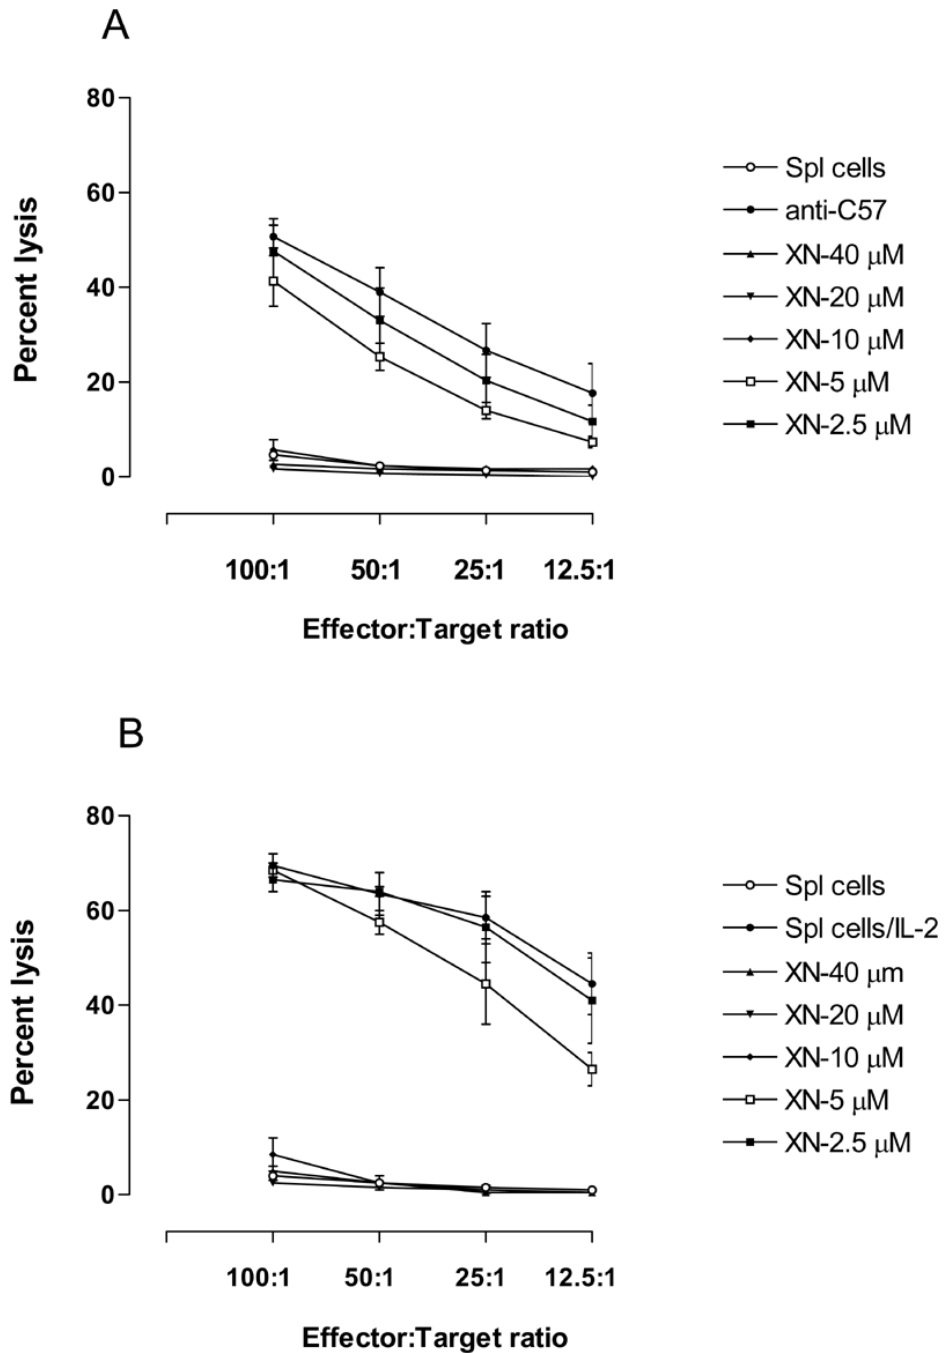 A
80
60
40
20
0
Percent lysis
100:1 50:1 25:1 12.5:1
Effector:Target ratio
Spl cells
anti-C57
XN-40 μM
XN-20 μM
XN-10 μM
XN-5 μM
XN-2.5 μM
B
80
60
40
20
0
Percent lysis
100:1 50:1 25:1 12.5:1
Effector:Target ratio
Spl cells
Spl cells/IL-2
XN-40 μm
XN-20 μM
XN-10 μM
XN-5 μM
XN-2.5 μM